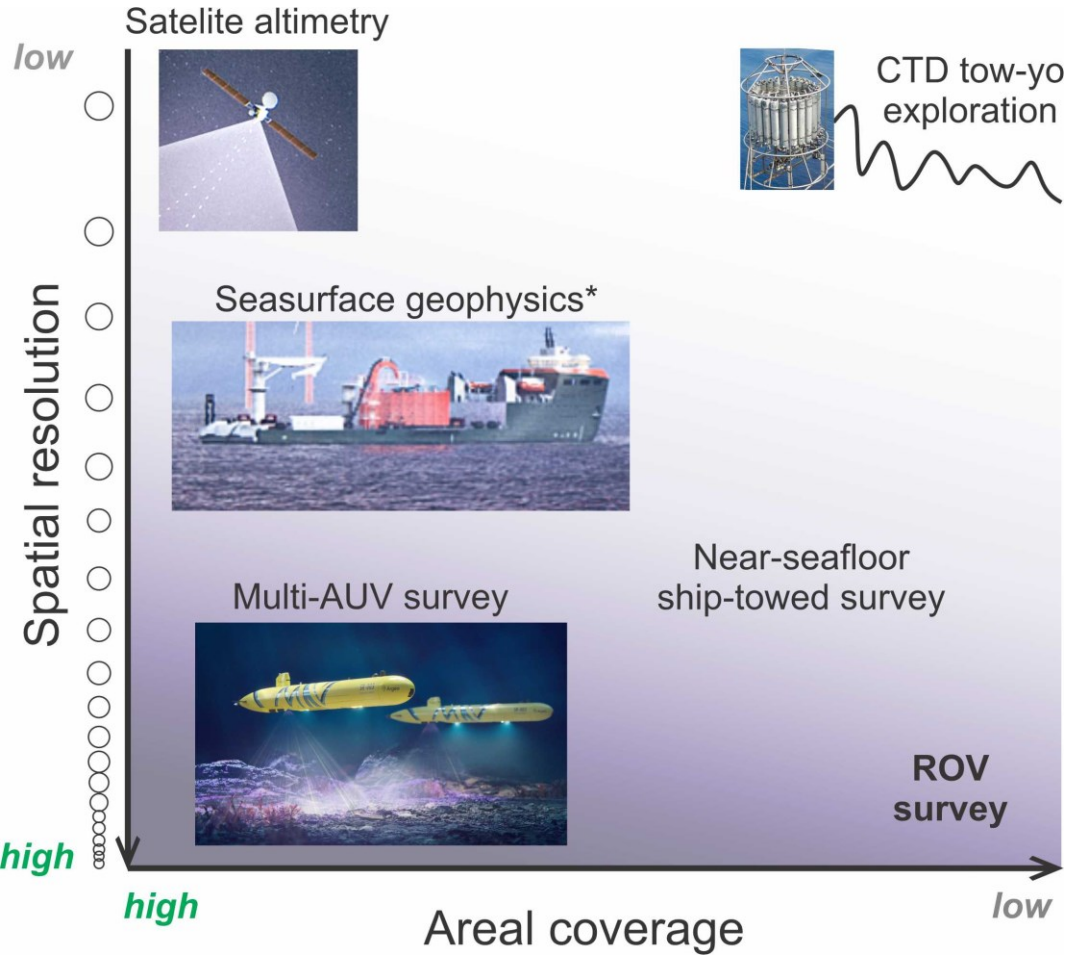 Satelite altimetry
low
CTD tow-yo
exploration
Seasurface geophysics*
Spatial resolution
Near-seafloor
ship-towed survey
Multi-AUV survey
ROV
survey
high
high
low
Areal coverage